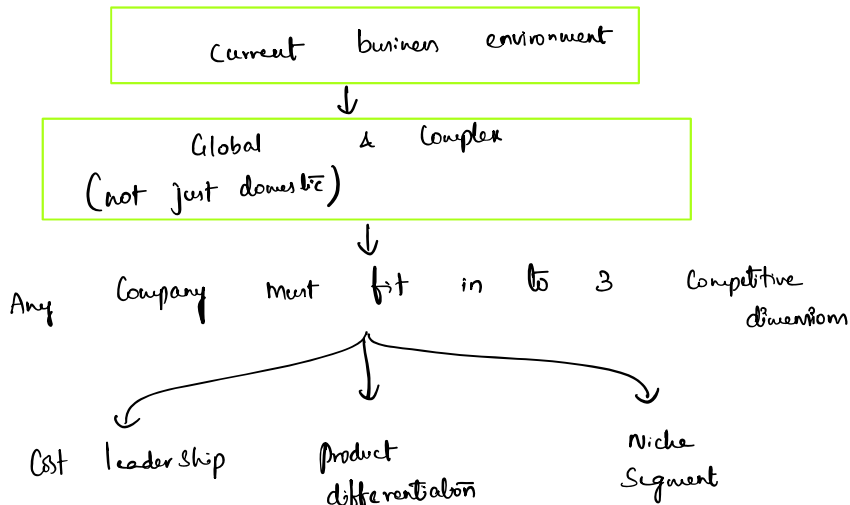 Current business environment
Global & Complex
(not just domestic)
Any Company must fit in to 3 Competitive
dimensions
Cost leadership Product Niche
differentiation Segment